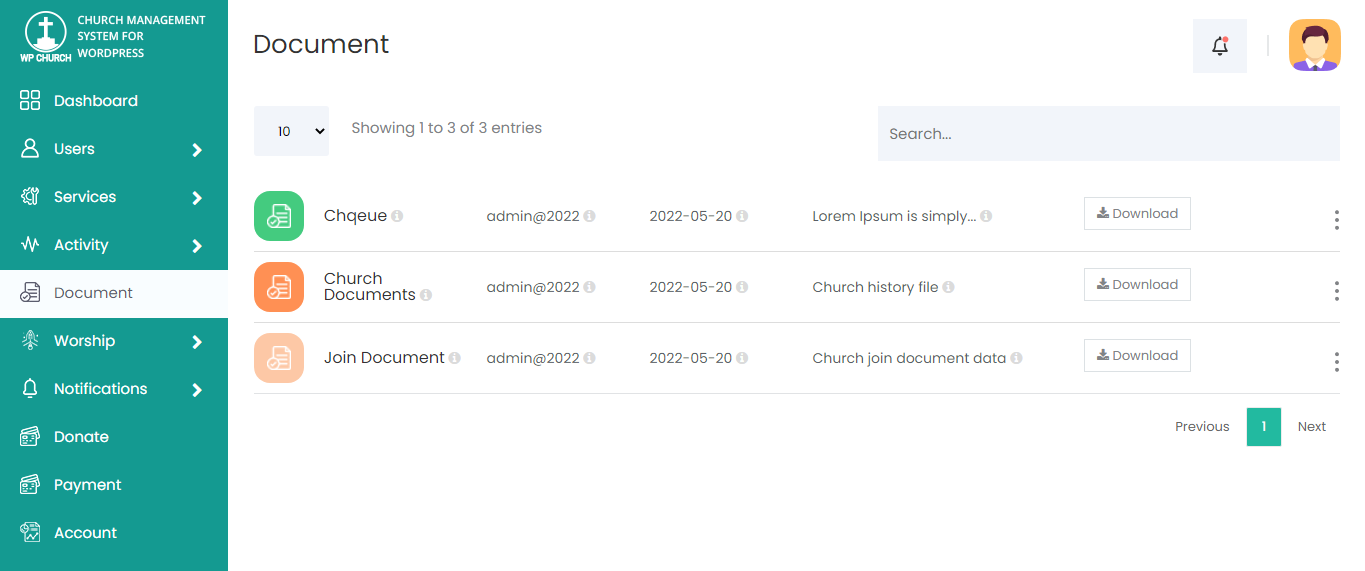 CHURCH MANAGEMENT
SYSTEM FOR
WORDPRESS
WP CHURCH
Dashboard
Users
Services
Activity
Document
Worship
Notifications
Donate
Payment
Account
Document
10
Showing 1 to 3 of 3 entries
Search...
Chqeue admin@2022 2022-05-20 Lorem Ipsum is simply... Download
Church
Documents admin@2022 2022-05-20 Church history file Download
Join Document admin@2022 2022-05-20 Church join document data Download
Previous 1 Next